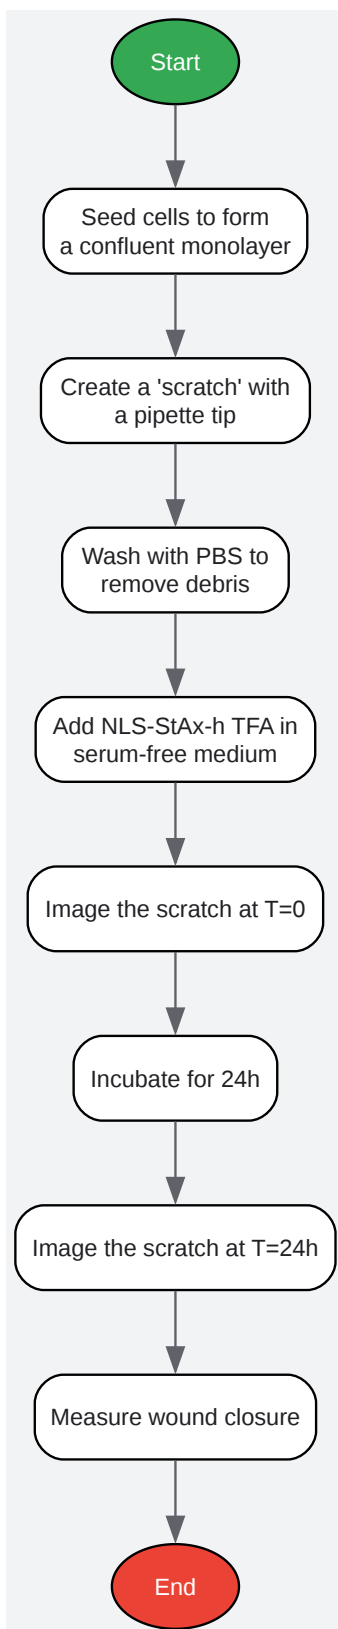 Start
Seed cells to form
a confluent monolayer
Create a 'scratch' with
a pipette tip
Wash with PBS to
remove debris
Add NLS-StAx-h TFA in
serum-free medium
Image the scratch at T=0
Incubate for 24h
Image the scratch at T=24h
Measure wound closure
End